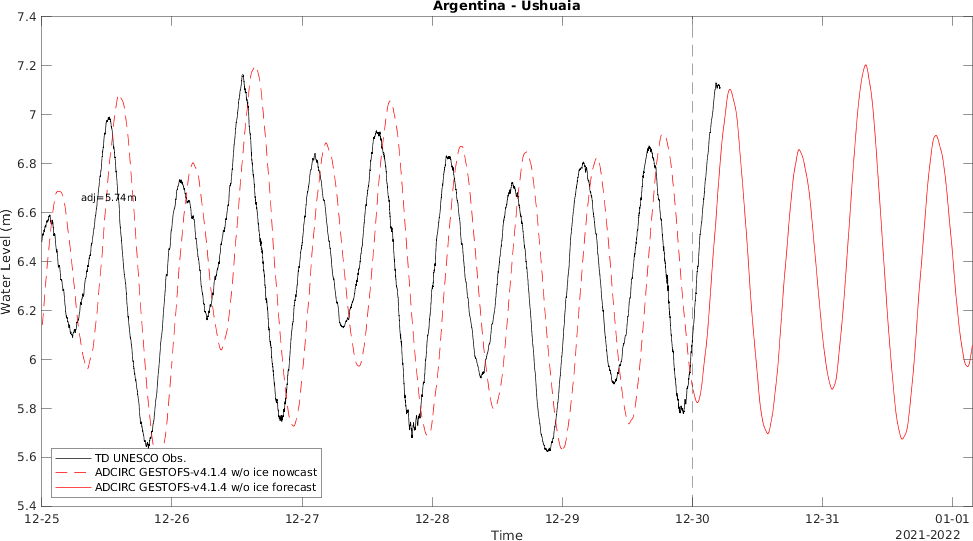 Argentina - Ushuaia
7.4
7.2
7
6.8
6.6
6.4
6.2
6
5.8
5.6
5.4
Water Level (m)
adj=5.74m
TD UNESCO Obs.
ADCIRC GESTOFS-v4.1.4 w/o ice nowcast
ADCIRC GESTOFS-v4.1.4 w/o ice forecast
12-25 12-26 12-27 12-28 12-29 12-30 12-31 01-01
Time
2021-2022